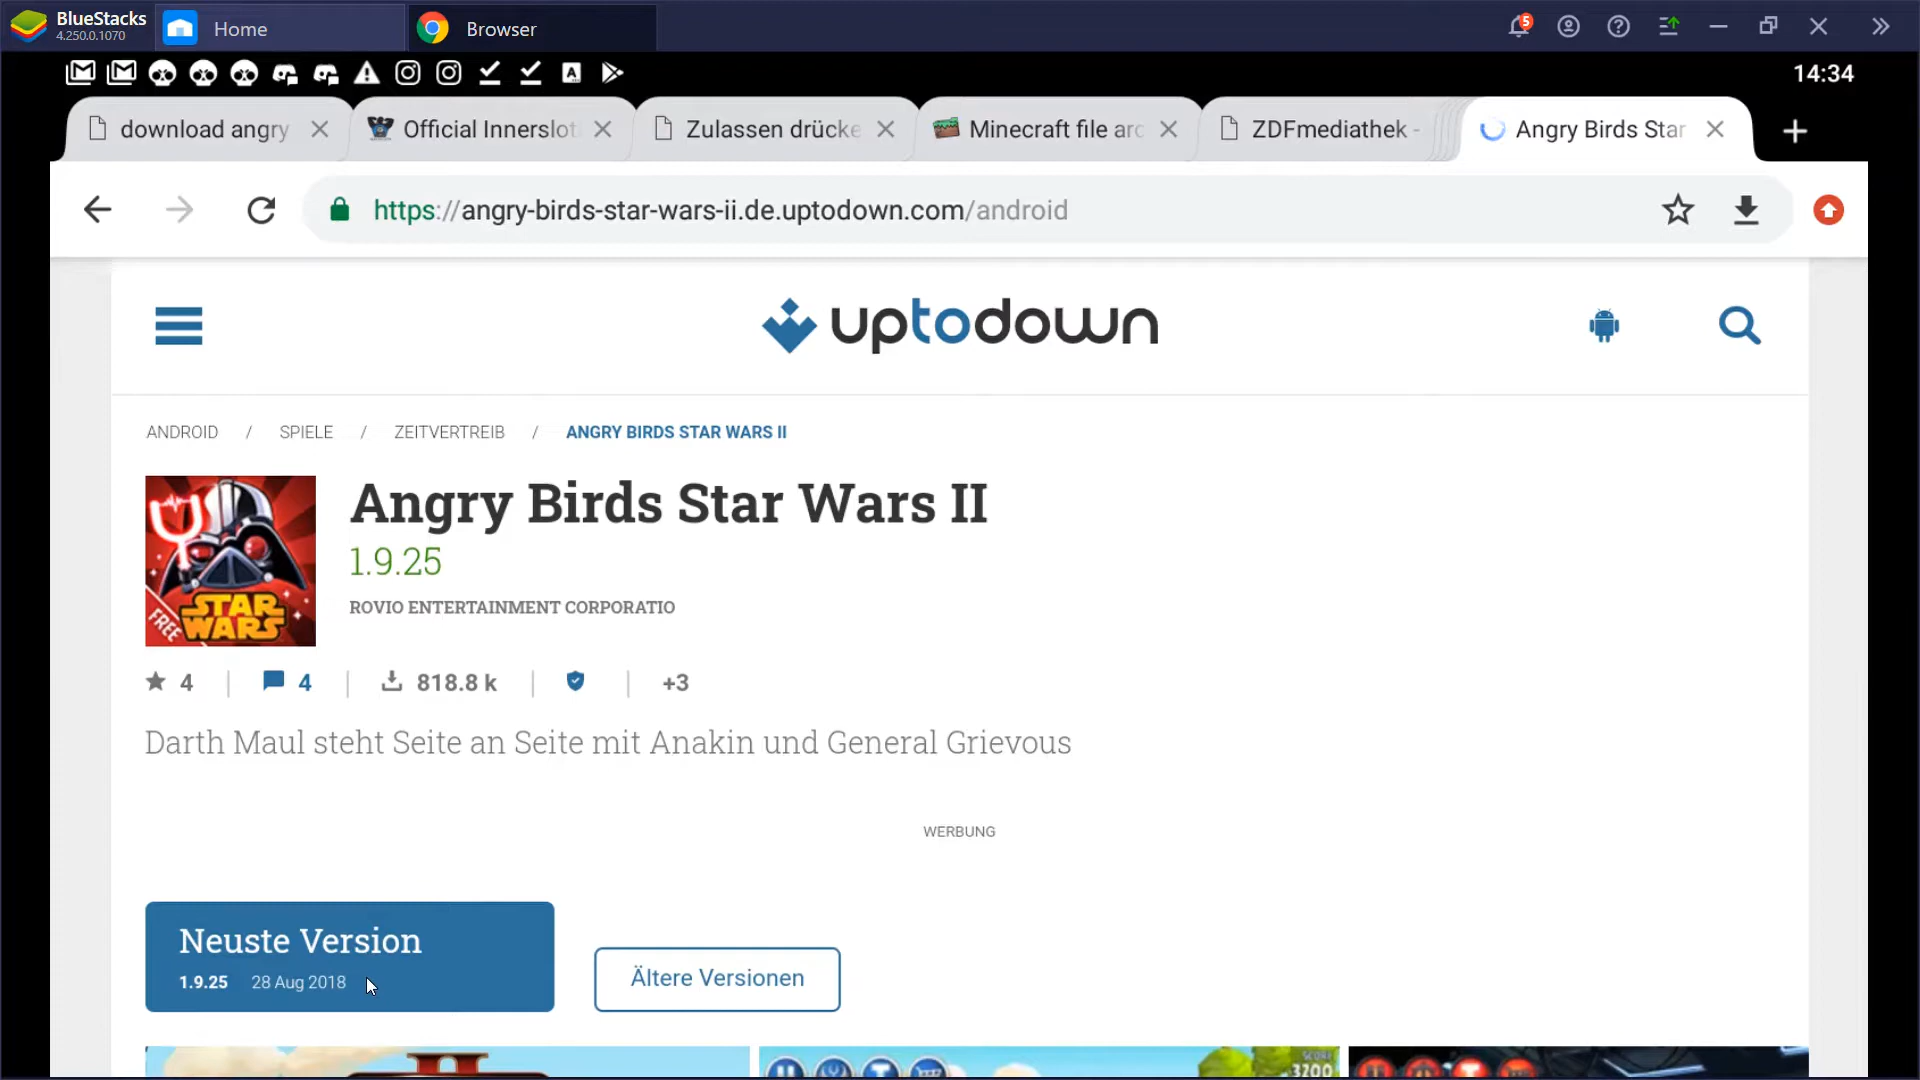 BlueStacks
4.250.0.1070
Home
Browser
5
14:34
download angry
Official Innerslot
Zulassen drücke
Minecraft file arc
ZDFmediathek -
Angry Birds Star
https://angry-birds-star-wars-ii.de.uptodown.com/android
uptodown
ANDROID / SPIELE / ZEITVERTREIB / ANGRY BIRDS STAR WARS II
FREE
STAR
WARS
Angry Birds Star Wars II
1.9.25
ROVIO ENTERTAINMENT CORPORATIO
4 | 4 | 818.8 k | | +3
Darth Maul steht Seite an Seite mit Anakin und General Grievous
WERBUNG
Neuste Version
1.9.25 28 Aug 2018
Ältere Versionen
SCORE
3200